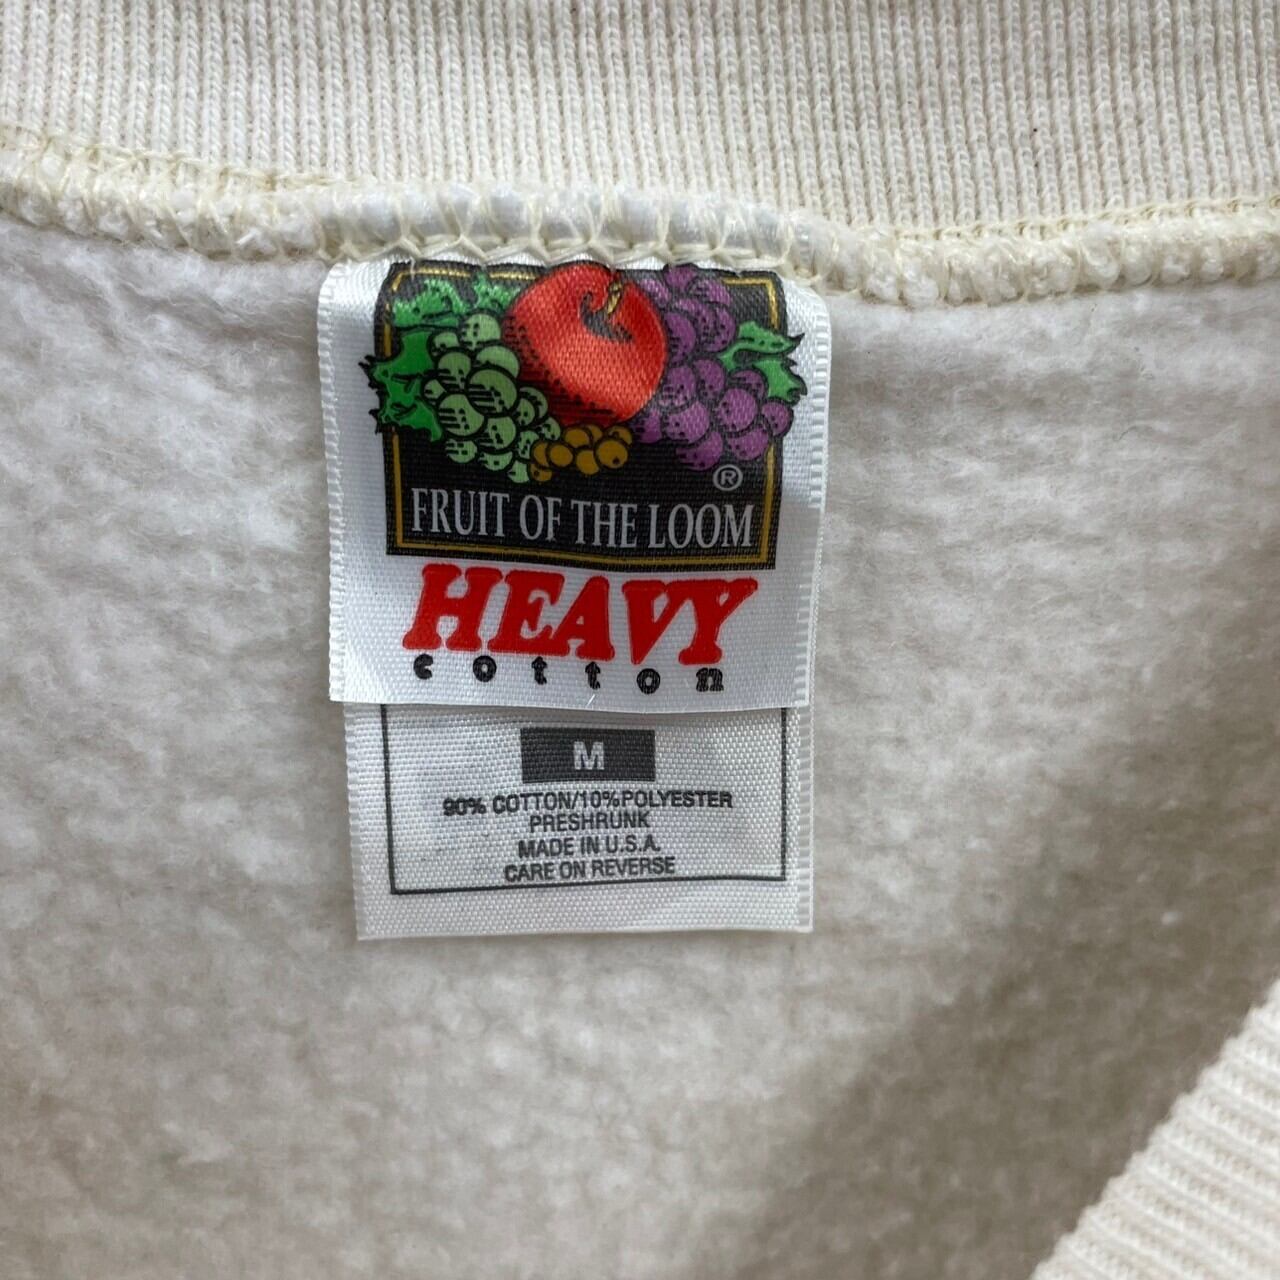 ®
FRUIT OF THE LOOM
HEAVY
cotton
M
90% COTTON/10%POLYESTER
PRESHRUNK
MADE IN U.S.A.
CARE ON REVERSE